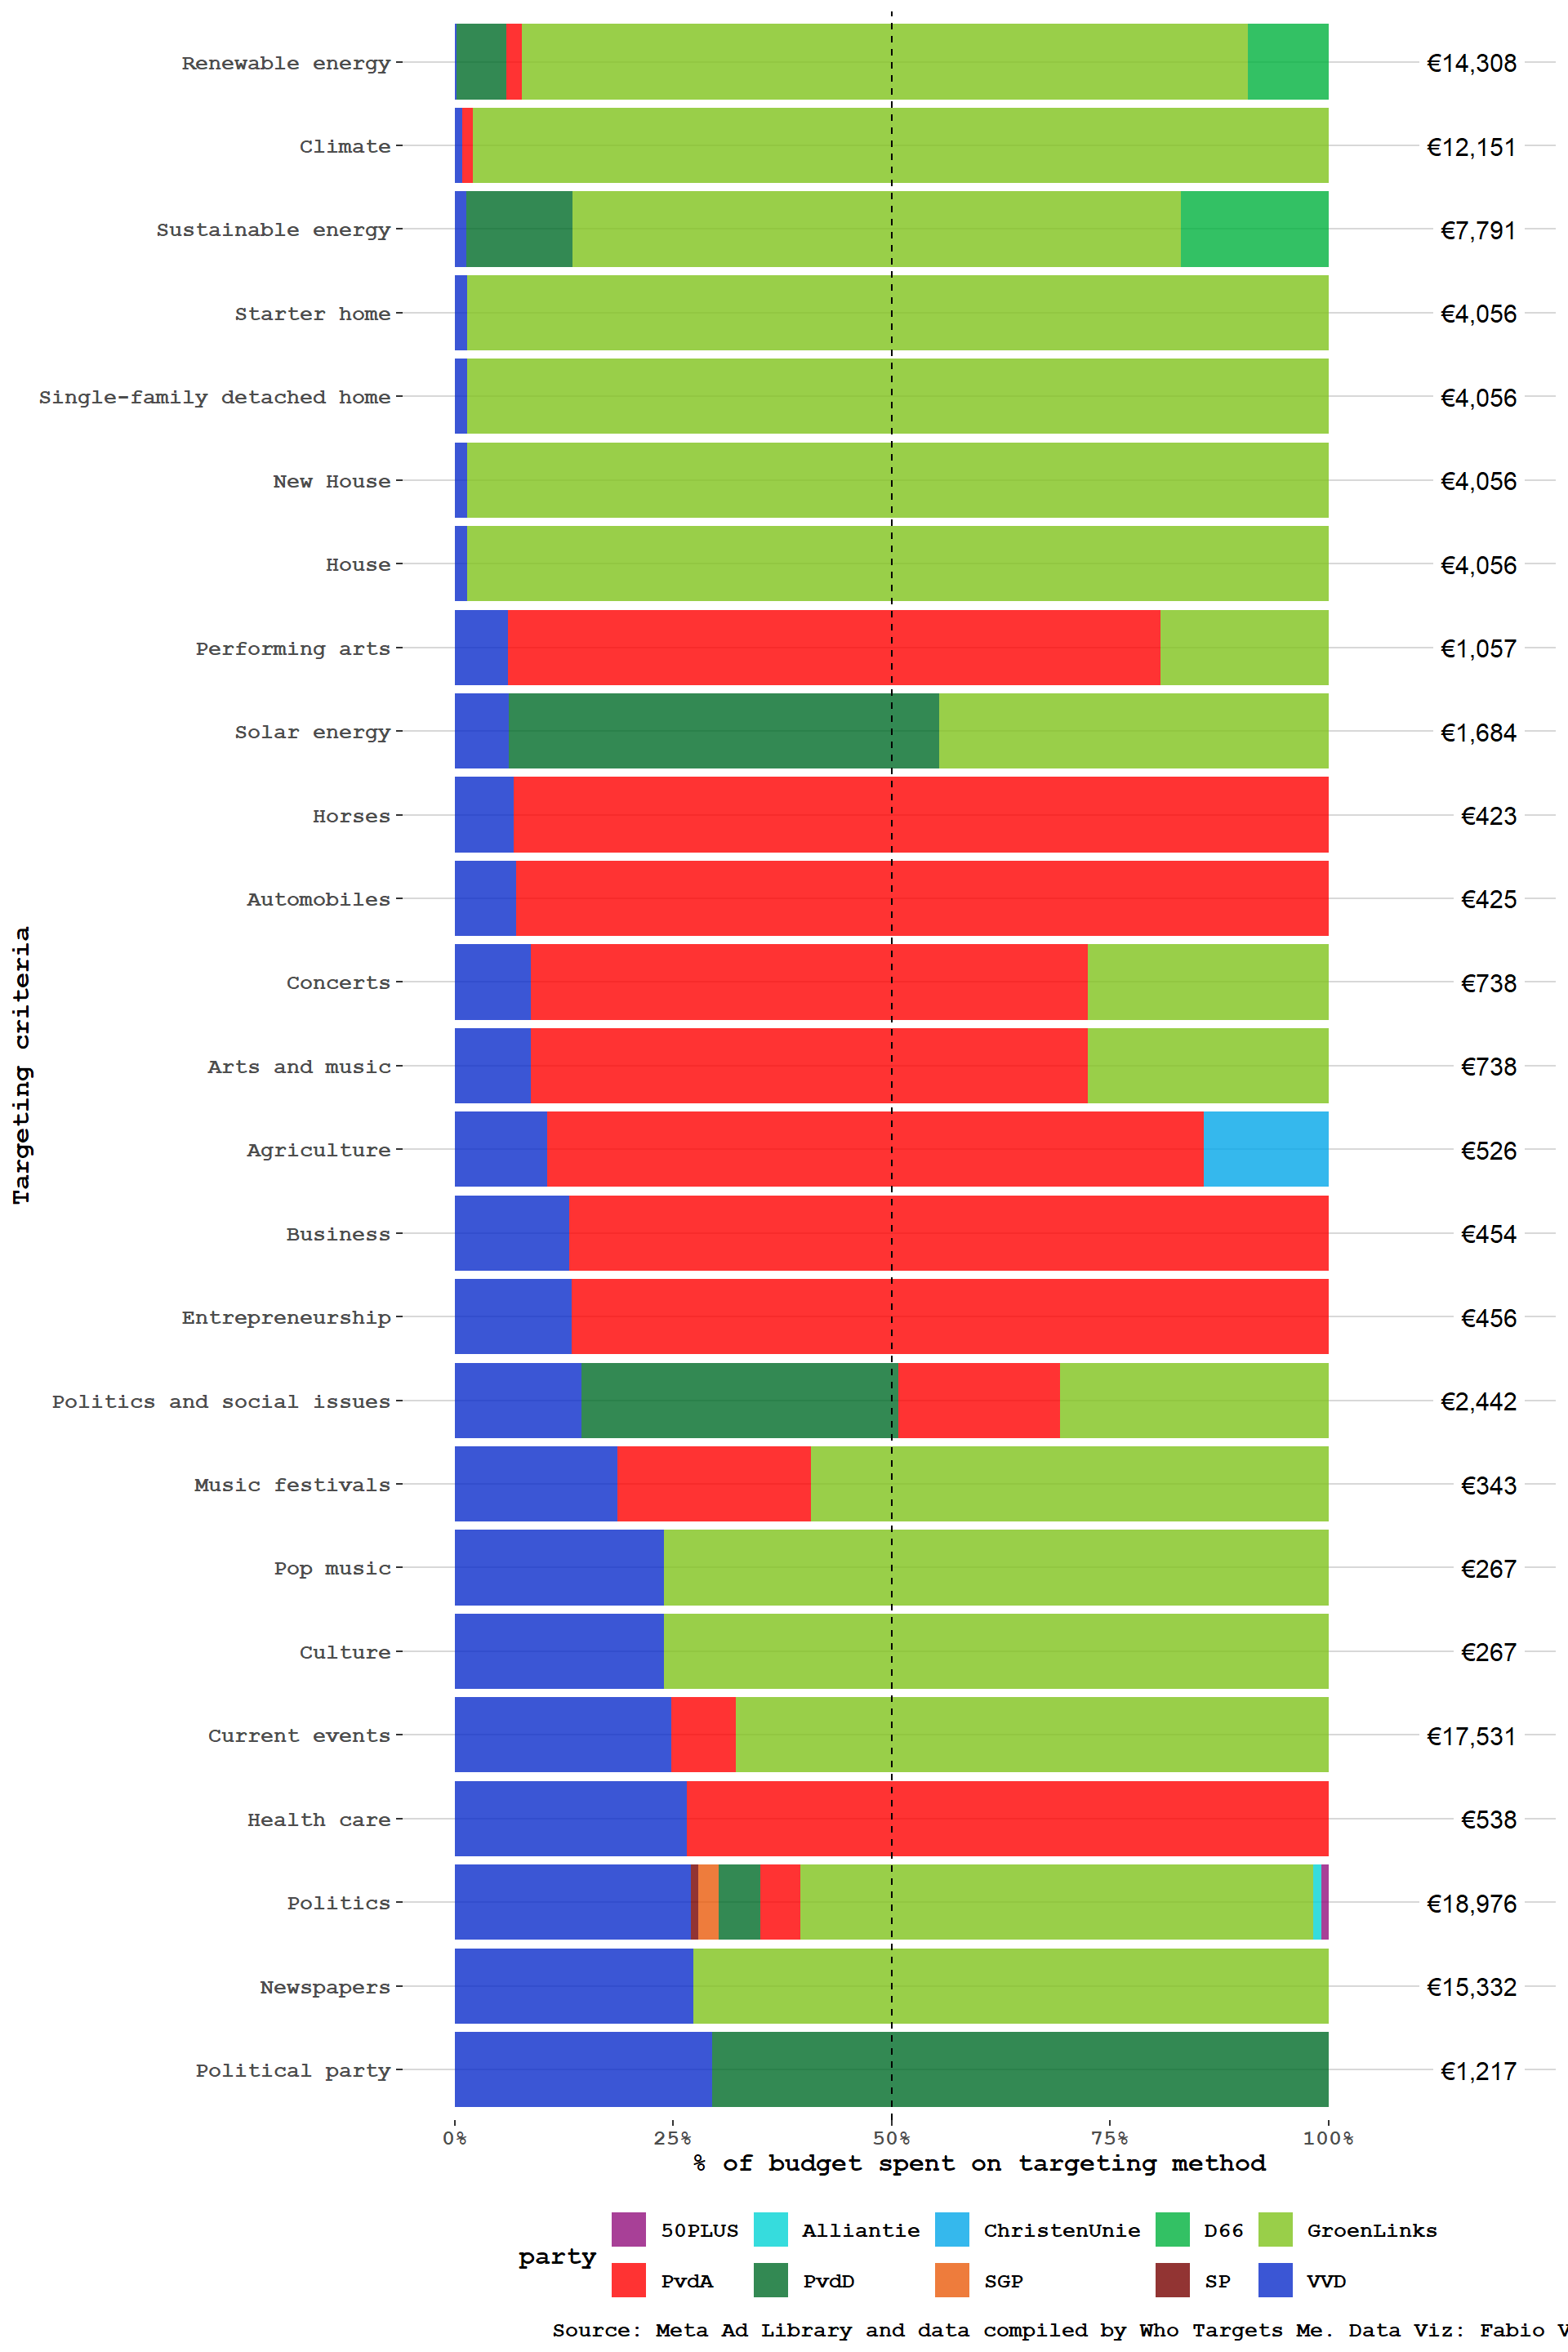 Renewable energy €14,308
Climate €12,151
Sustainable energy €7,791
Starter home €4,056
Single-family detached home €4,056
New House €4,056
House €4,056
Performing arts €1,057
Solar energy €1,684
Horses €423
Automobiles €425
Concerts €738
Arts and music €738
Agriculture €526
Business €454
Entrepreneurship €456
Politics and social issues €2,442
Music festivals €343
Pop music €267
Culture €267
Current events €17,531
Health care €538
Politics €18,976
Newspapers €15,332
Political party €1,217
Targeting criteria
0% 25% 50% 75% 100%
% of budget spent on targeting method
party
50PLUS Alliantie ChristenUnie D66 GroenLinks
PvdA PvdD SGP SP VVD
Source: Meta Ad Library and data compiled by Who Targets Me. Data Viz: Fabio